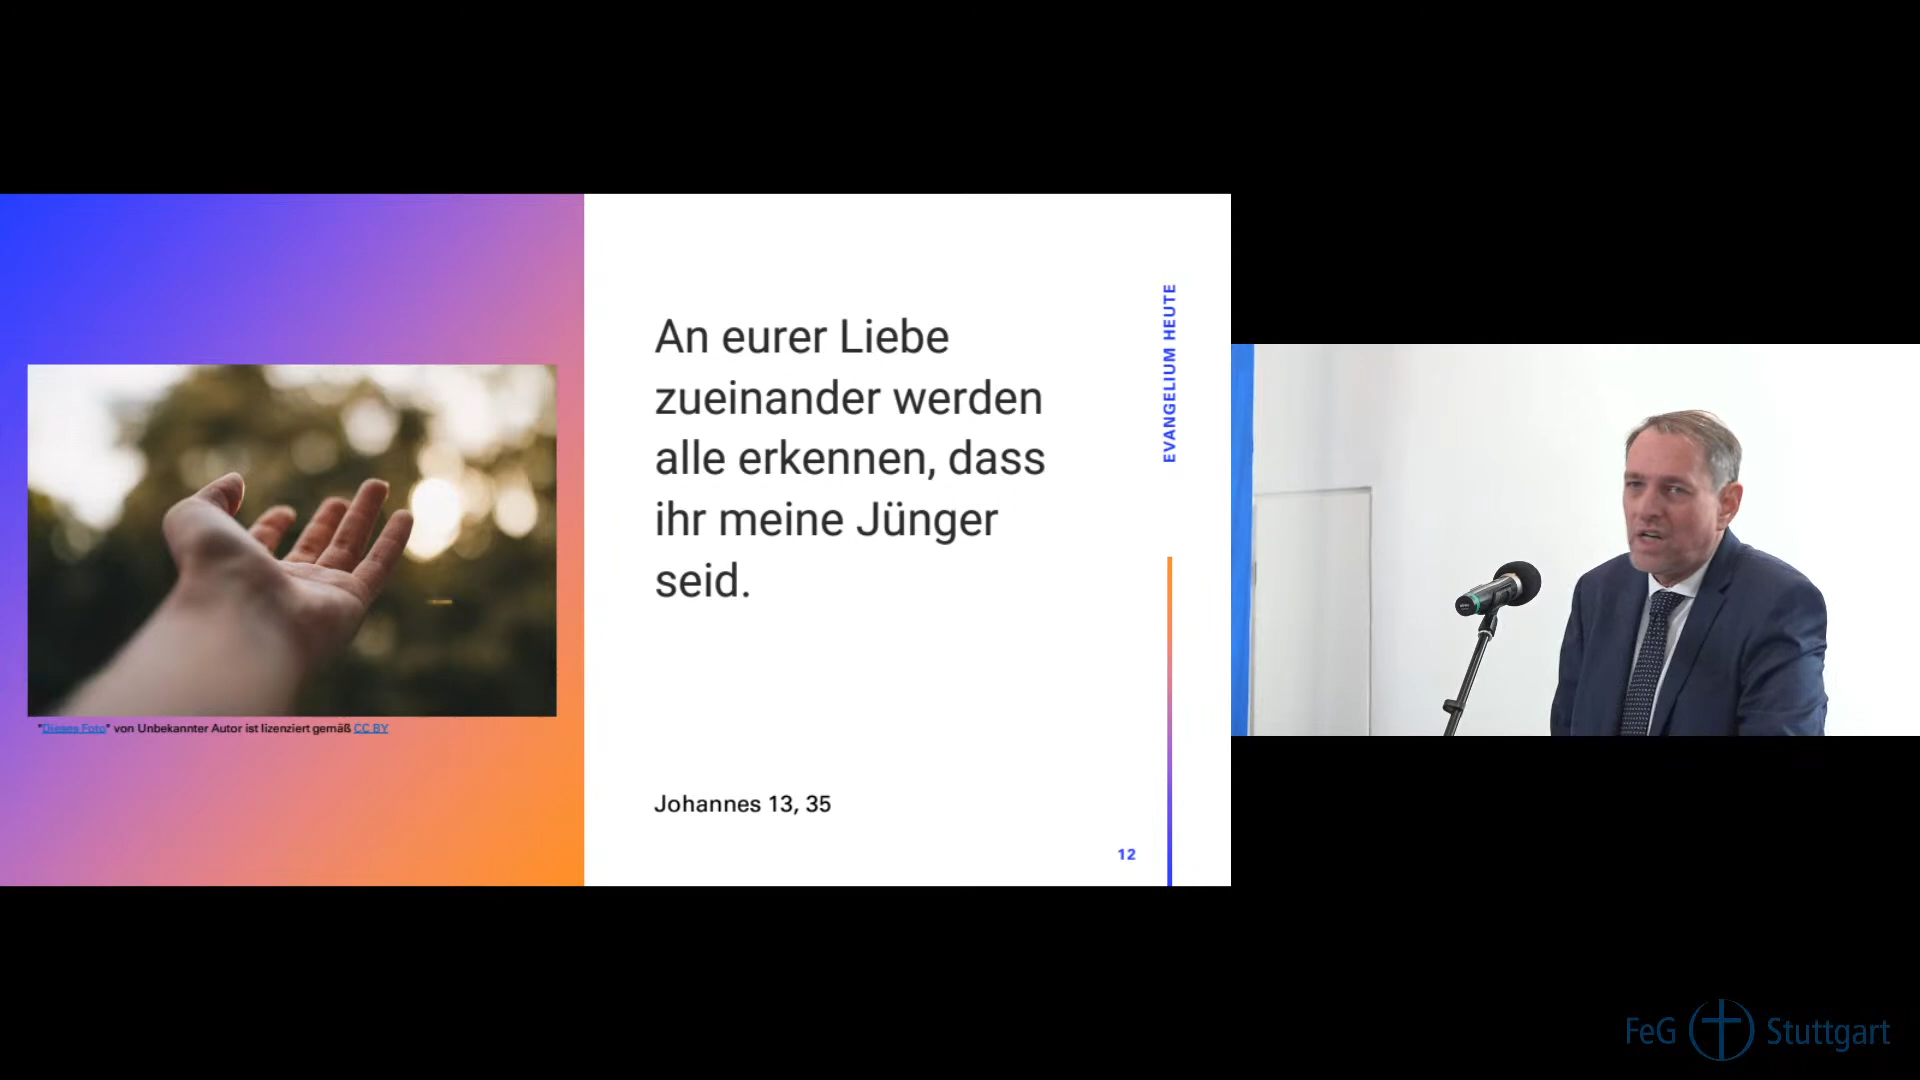 An eurer Liebe
zueinander werden
alle erkennen, dass
ihr meine Jünger
seid.
Johannes 13, 35
12
EVANGELIUM HEUTE
"Dieses Foto" von Unbekannter Autor ist lizenziert gemäß CC BY
FeG Stuttgart